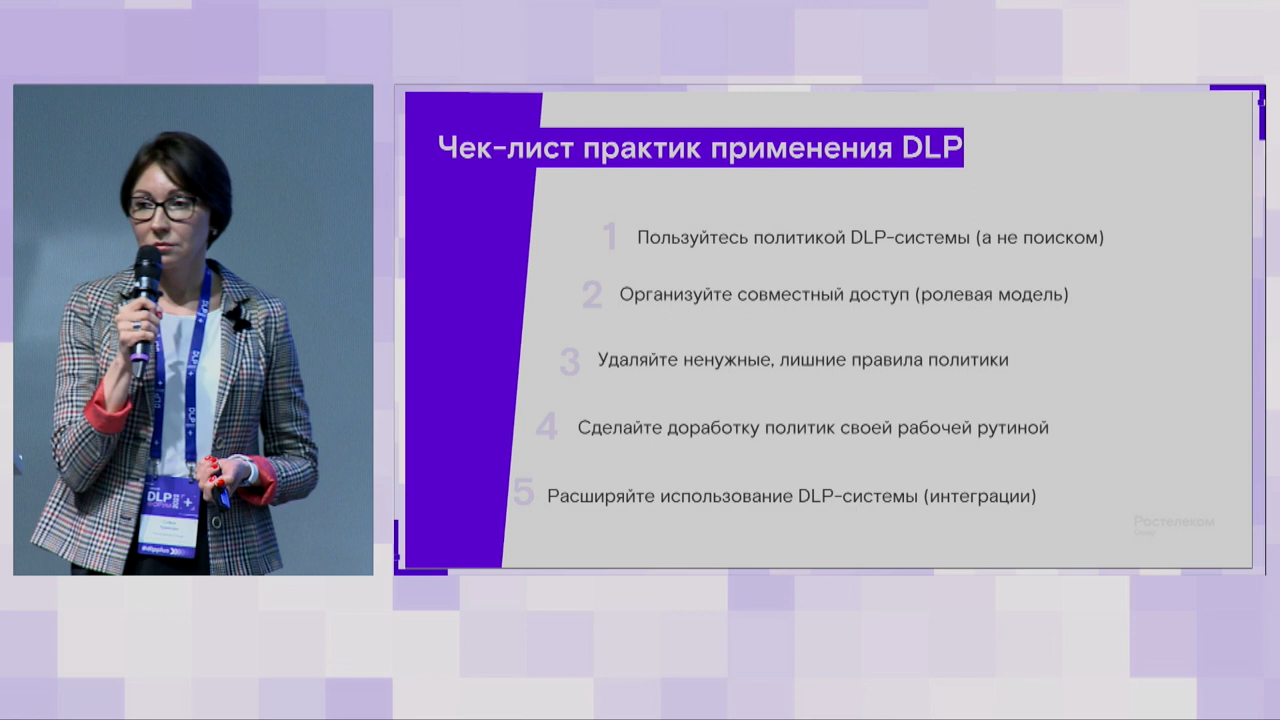 Чек-лист практик применения DLP
1 Пользуйтесь политикой DLP-системы (а не поиском)
2 Организуйте совместный доступ (ролевая модель)
3 Удаляйте ненужные, лишние правила политики
4 Сделайте доработку политик своей рабочей рутиной
5 Расширяйте использование DLP-системы (интеграции)
Ростелеком
DLP